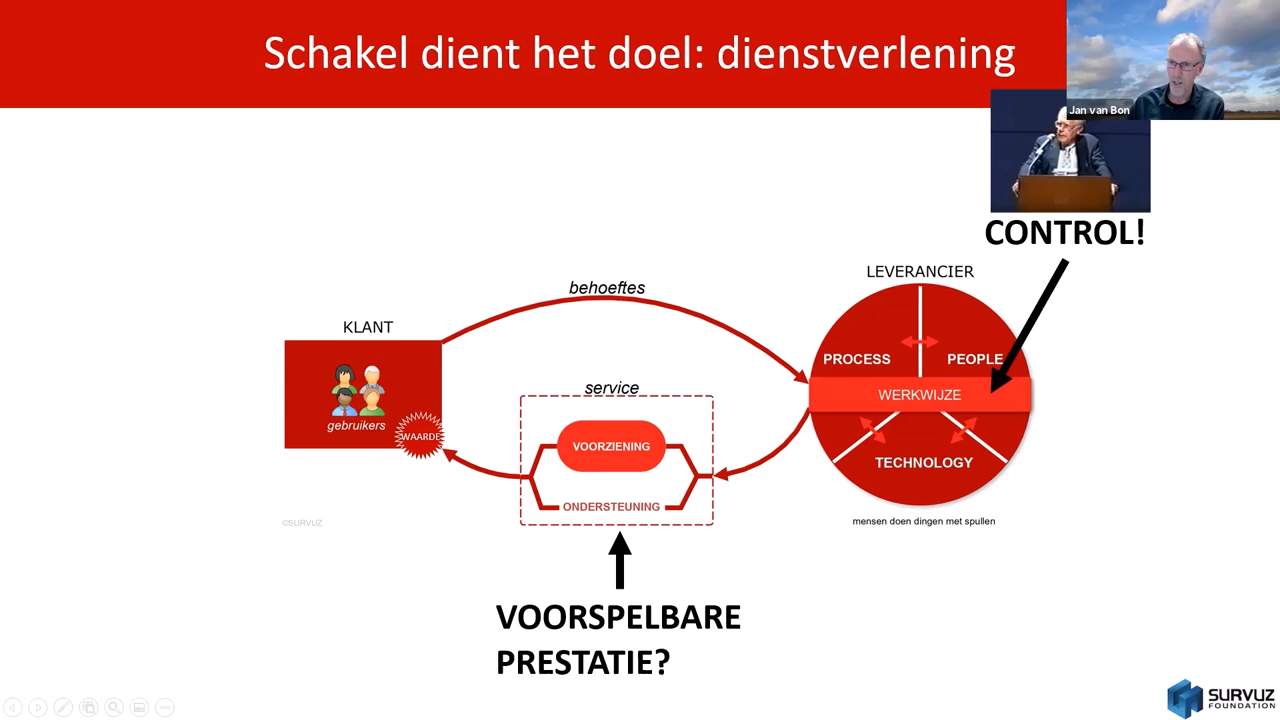 Schakel dient het doel: dienstverlening
Jan van Bon
CONTROL!
LEVERANCIER
behoeftes
KLANT
PROCESS
PEOPLE
service
WERKWIJZE
gebruikers
WAARDE
VOORZIENING
TECHNOLOGY
ONDERSTEUNING
©SURVUZ
mensen doen dingen met spullen
VOORSPELBARE
PRESTATIE?
SURVUZ
FOUNDATION